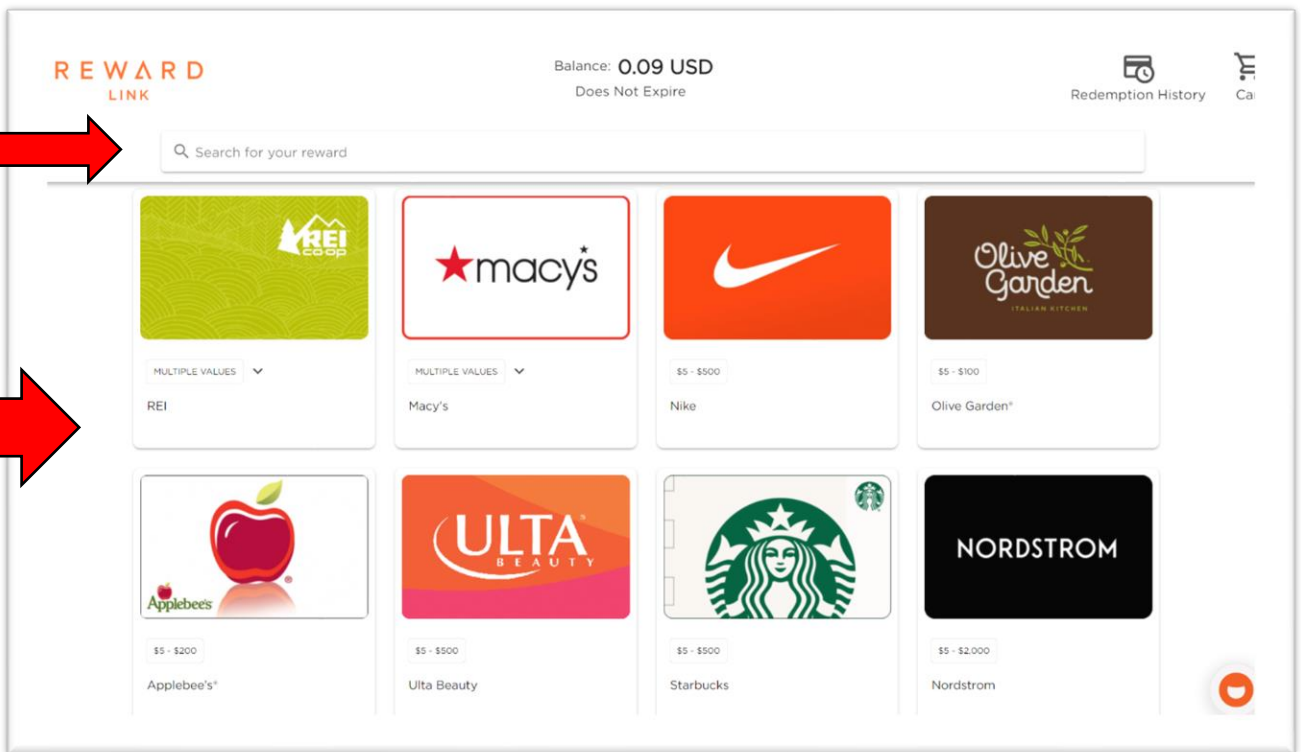 REWARD
LINK
Balance: 0.09 USD
Does Not Expire
Redemption History
Search for your reward
REI
co·op
macy's
Olive
Garden
ITALIAN KITCHEN
MULTIPLE VALUES
MULTIPLE VALUES
$5 - $500
$5 - $100
REI
Macy's
Nike
Olive Garden®
Applebee's
ULTA
BEAUTY
NORDSTROM
$5 - $200
$5 - $500
$5 - $500
$5 - $2,000
Applebee's®
Ulta Beauty
Starbucks
Nordstrom